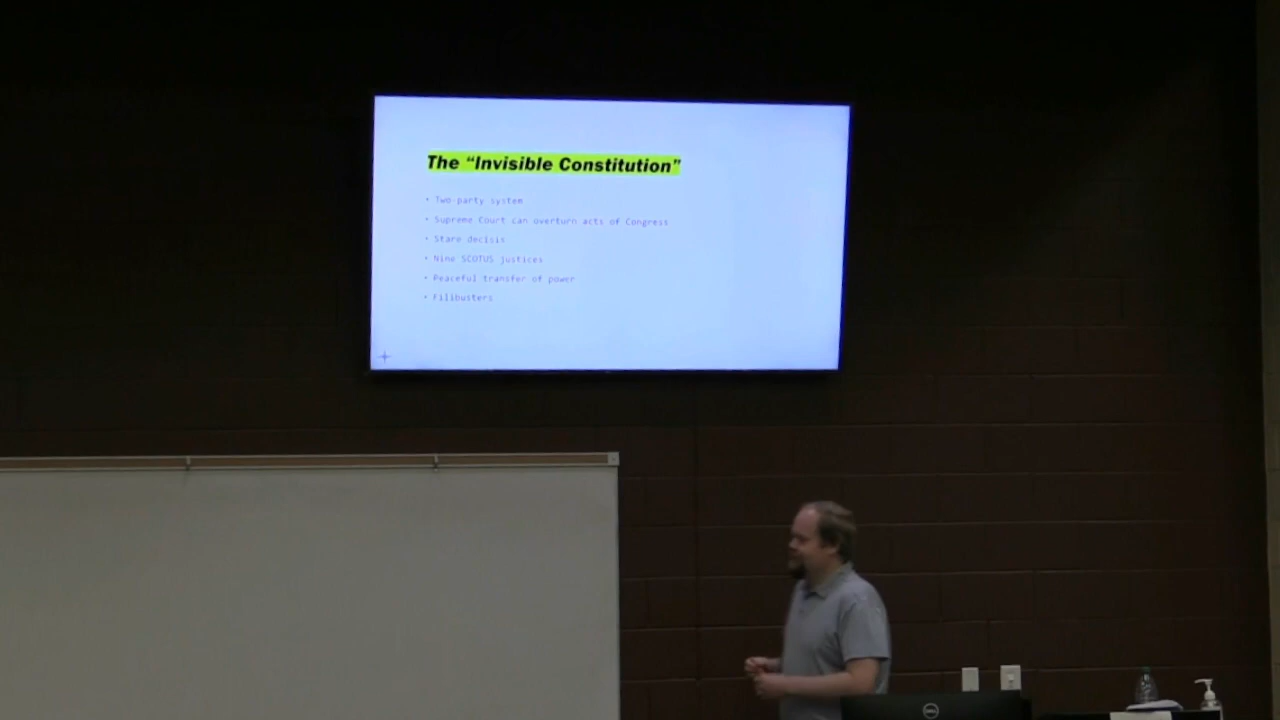 The “Invisible Constitution”
• Two-party system
• Supreme Court can overturn acts of Congress
• Stare decisis
• Nine SCOTUS justices
• Peaceful transfer of power
• Filibusters
DELL